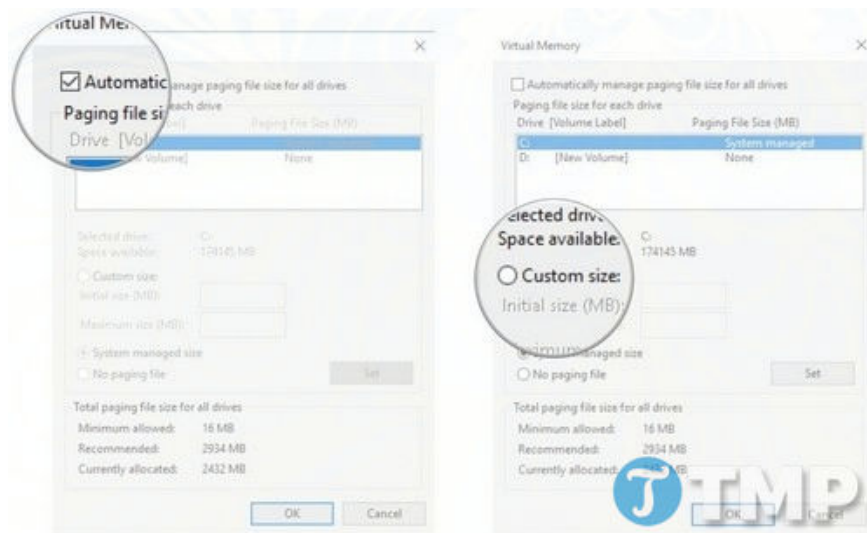 irtual Mem
Automatic anage paging file size for all drives
Paging file si each drive
Drive [Vol abel] Paging File Size (MB)
w Volume] None
Selected drive: C:
Space available: 174145 MB
Custom size:
Initial size (MB):
Maximum size (MB):
System managed size
No paging file Set
Total paging file size for all drives
Minimum allowed: 16 MB
Recommended: 2934 MB
Currently allocated: 2432 MB
OK Cancel
Virtual Memory
Automatically manage paging file size for all drives
Paging file size for each drive
Drive [Volume Label] Paging File Size (MB)
C: System managed
D: [New Volume] None
elected driv C:
Space available: 174145 MB
Custom size:
Initial size (MB):
imum managed size
No paging file Set
Total paging file size for all drives
Minimum allowed: 16 MB
Recommended: 2934 MB
Currently allocated: MB
OK Cancel
TMP